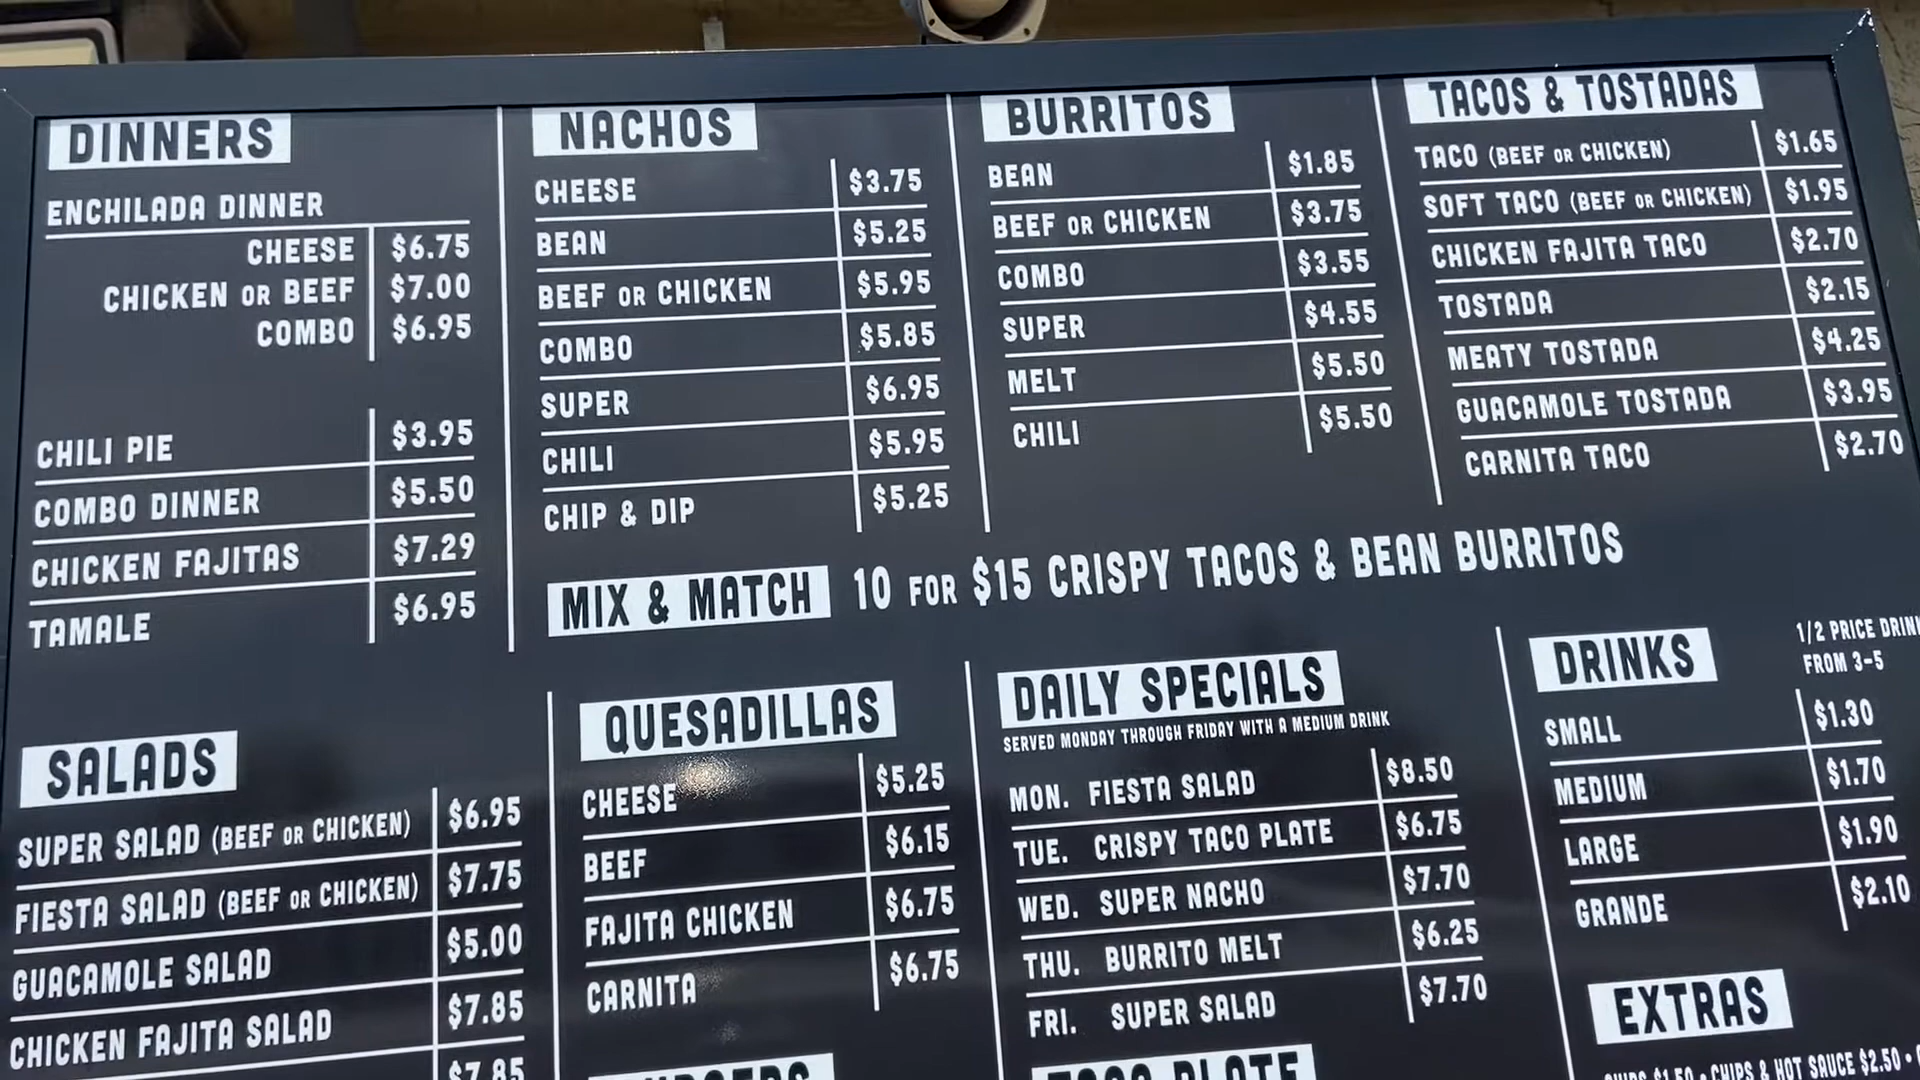 DINNERS
ENCHILADA DINNER
CHEESE $6.75
CHICKEN OR BEEF $7.00
COMBO $6.95
CHILI PIE $3.95
COMBO DINNER $5.50
CHICKEN FAJITAS $7.29
TAMALE $6.95
NACHOS
CHEESE $3.75
BEAN $5.25
BEEF OR CHICKEN $5.95
COMBO $5.85
SUPER $6.95
CHILI $5.95
CHIP & DIP $5.25
BURRITOS
BEAN $1.85
BEEF OR CHICKEN $3.75
COMBO $3.55
SUPER $4.55
MELT $5.50
CHILI $5.50
TACOS & TOSTADAS
TACO (BEEF OR CHICKEN) $1.65
SOFT TACO (BEEF OR CHICKEN) $1.95
CHICKEN FAJITA TACO $2.70
TOSTADA $2.15
MEATY TOSTADA $4.25
GUACAMOLE TOSTADA $3.95
CARNITA TACO $2.70
MIX & MATCH 10 FOR $15 CRISPY TACOS & BEAN BURRITOS
SALADS
SUPER SALAD (BEEF OR CHICKEN) $6.95
FIESTA SALAD (BEEF OR CHICKEN) $7.75
GUACAMOLE SALAD $5.00
CHICKEN FAJITA SALAD $7.85
$7.85
QUESADILLAS
CHEESE $5.25
BEEF $6.15
FAJITA CHICKEN $6.75
CARNITA $6.75
DAILY SPECIALS
SERVED MONDAY THROUGH FRIDAY WITH A MEDIUM DRINK
MON. FIESTA SALAD $8.50
TUE. CRISPY TACO PLATE $6.75
WED. SUPER NACHO $7.70
THU. BURRITO MELT $6.25
FRI. SUPER SALAD $7.70
TACO PLATE
DRINKS
1/2 PRICE DRIN
FROM 3-5
SMALL $1.30
MEDIUM $1.70
LARGE $1.90
GRANDE $2.10
EXTRAS
$1.50 • CHIPS & HOT SAUCE $2.50 •